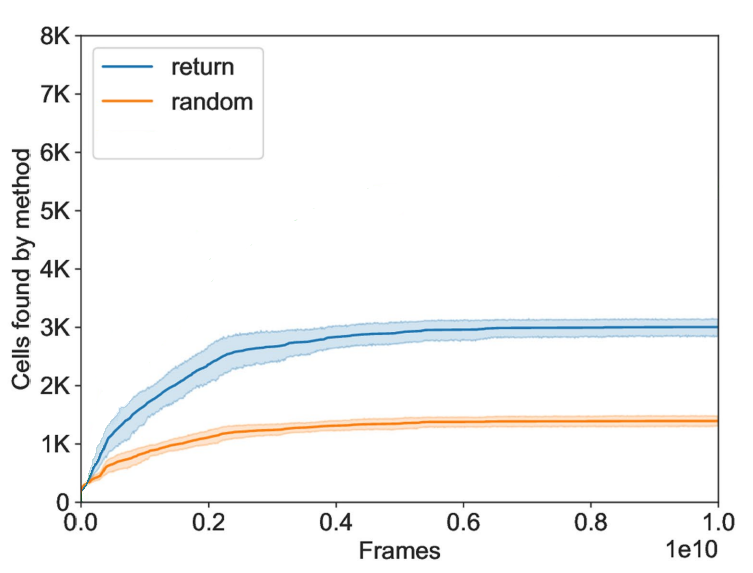 8K
7K
6K
5K
4K
3K
2K
1K
0
Cells found by method
return
random
0.0 0.2 0.4 0.6 0.8 1.0
Frames
1e10